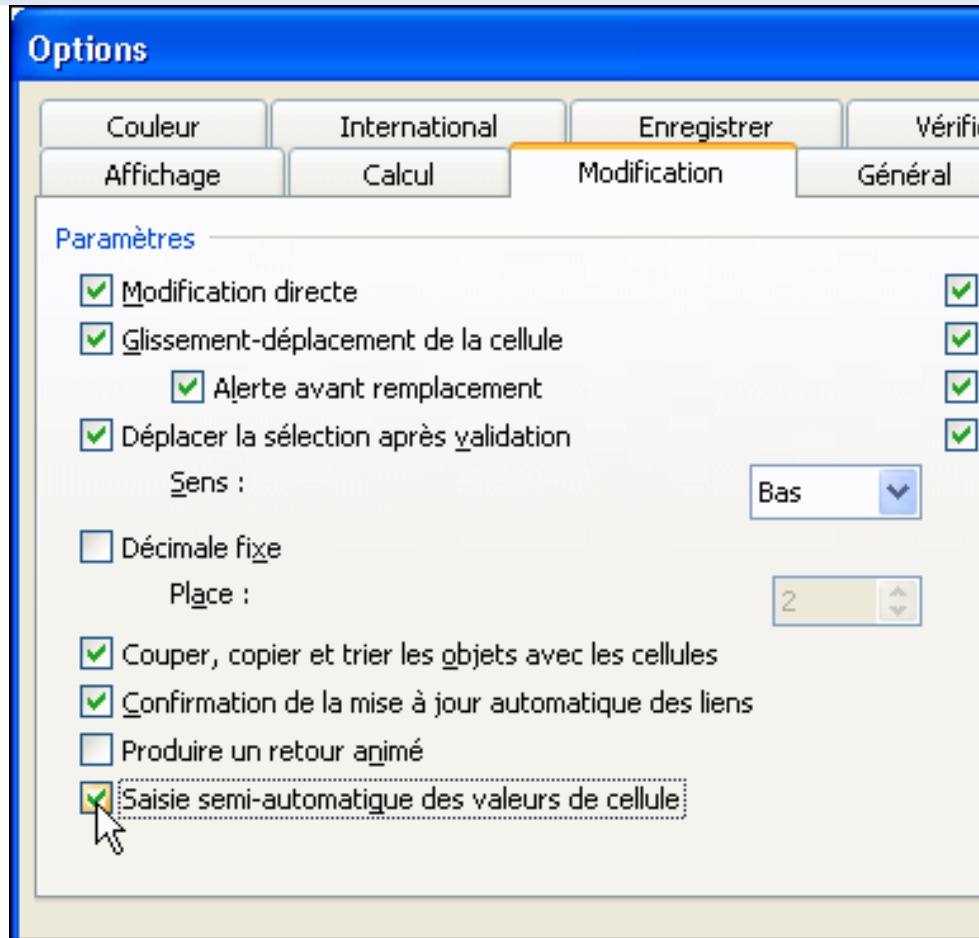 Options
Couleur International Enregistrer Vérifi
Affichage Calcul Modification Général
Paramètres
Modification directe
Glissement-déplacement de la cellule
Alerte avant remplacement
Déplacer la sélection après validation
Sens : Bas
Décimale fixe
Place : 2
Couper, copier et trier les objets avec les cellules
Confirmation de la mise à jour automatique des liens
Produire un retour animé
Saisie semi-automatique des valeurs de cellule